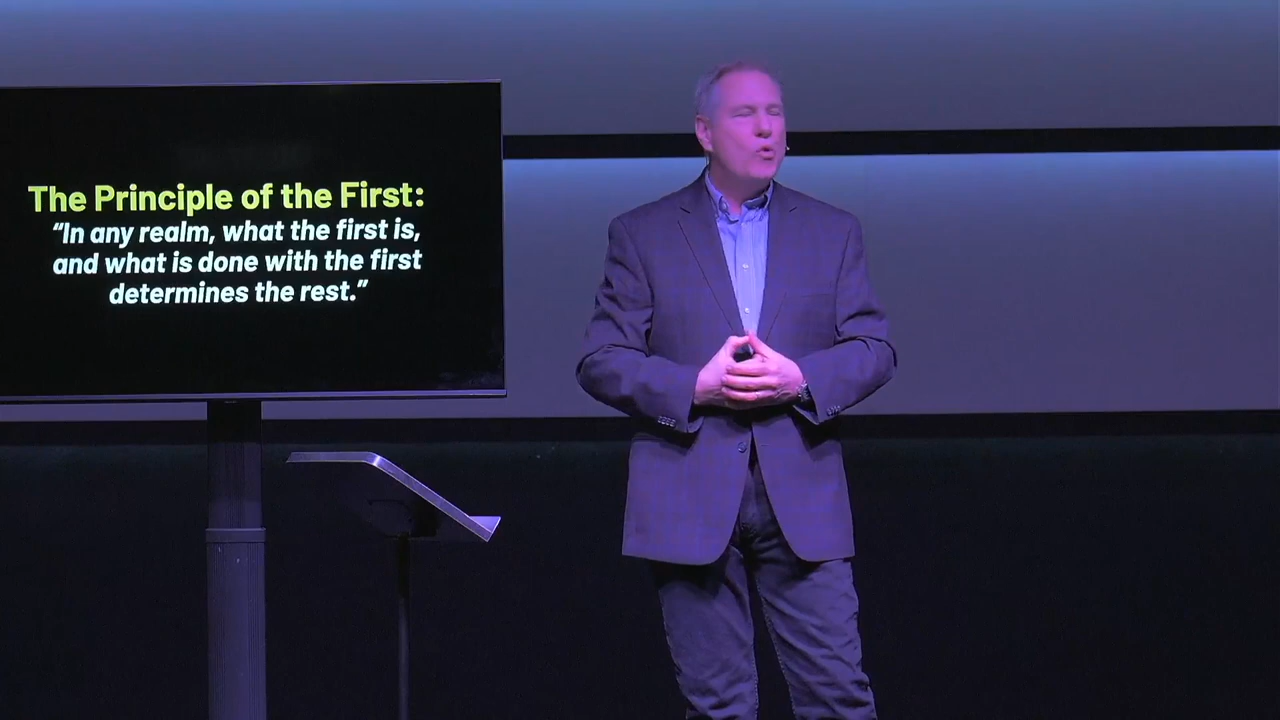 The Principle of the First:
“In any realm, what the first is,
and what is done with the first
determines the rest.”